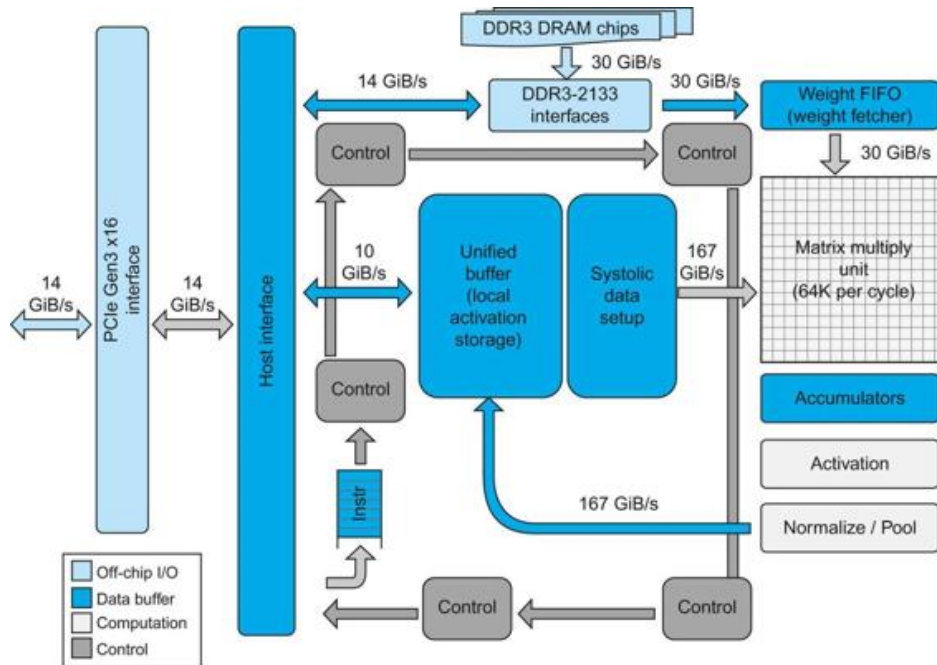 DDR3 DRAM chips
30 GiB/s
14 GiB/s
DDR3-2133
interfaces
30 GiB/s
Weight FIFO
(weight fetcher)
30 GiB/s
Control
Control
PCIe Gen3 x16
interface
Host interface
14
GiB/s
14
GiB/s
10
GiB/s
Unified
buffer
(local
activation
storage)
Systolic
data
setup
167
GiB/s
Matrix multiply
unit
(64K per cycle)
Control
Accumulators
Activation
Instr
167 GiB/s
Normalize / Pool
Off-chip I/O
Data buffer
Computation
Control
Control
Control